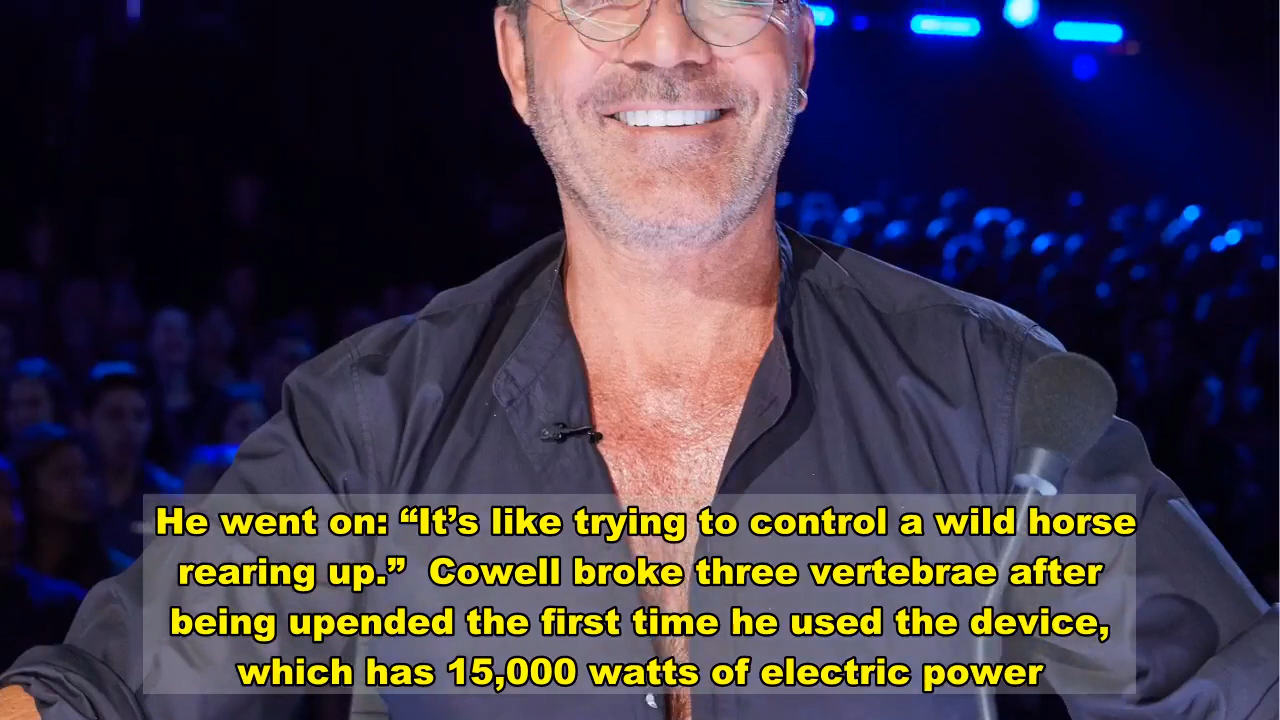 He went on: “It’s like trying to control a wild horse
rearing up.”  Cowell broke three vertebrae after
being upended the first time he used the device,
which has 15,000 watts of electric power